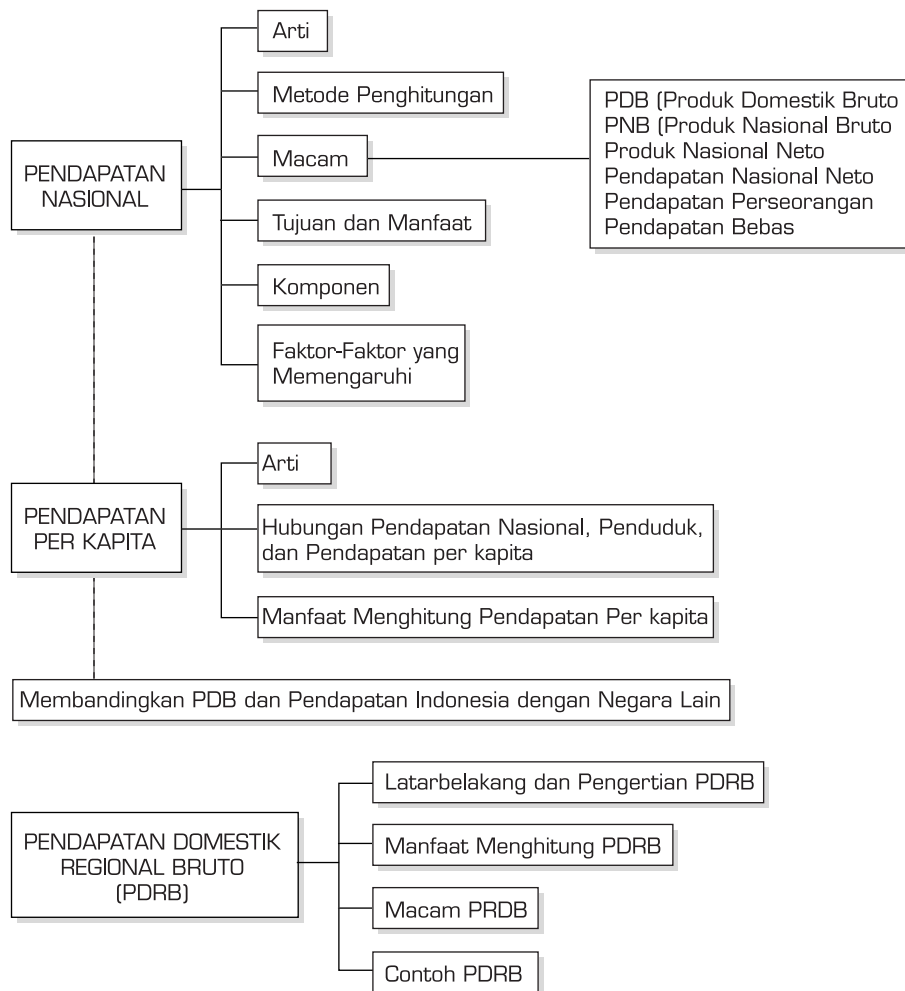 PENDAPATAN
NASIONAL
Arti
Metode Penghitungan
Macam
PDB (Produk Domestik Bruto
PNB (Produk Nasional Bruto
Produk Nasional Neto
Pendapatan Nasional Neto
Pendapatan Perseorangan
Pendapatan Bebas
Tujuan dan Manfaat
Komponen
Faktor-Faktor yang
Memengaruhi
PENDAPATAN
PER KAPITA
Arti
Hubungan Pendapatan Nasional, Penduduk,
dan Pendapatan per kapita
Manfaat Menghitung Pendapatan Per kapita
Membandingkan PDB dan Pendapatan Indonesia dengan Negara Lain
PENDAPATAN DOMESTIK
REGIONAL BRUTO
(PDRB)
Latarbelakang dan Pengertian PDRB
Manfaat Menghitung PDRB
Macam PRDB
Contoh PDRB